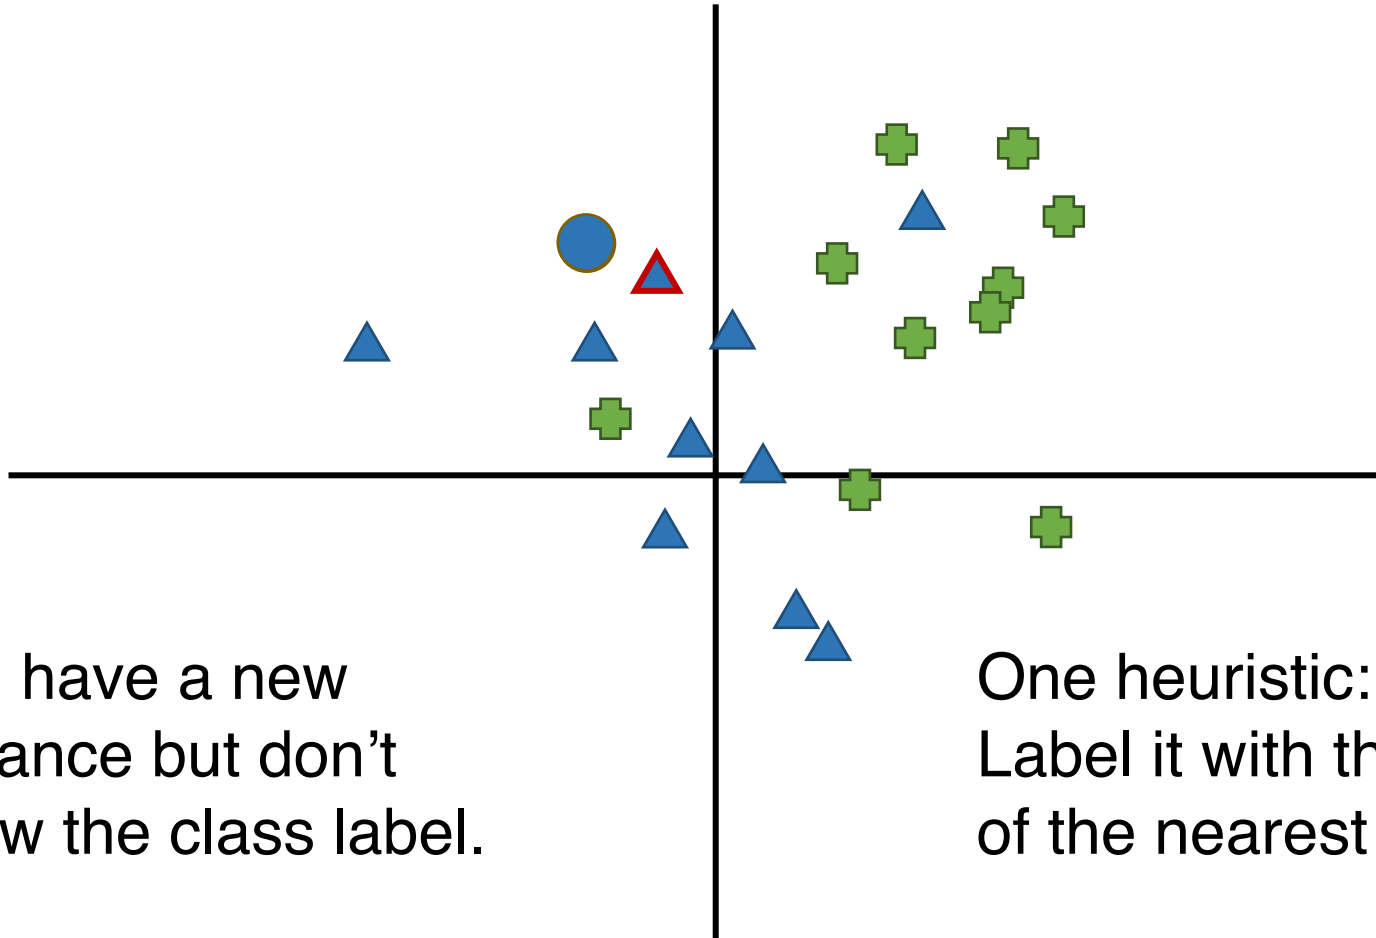 have a new
ance but don’t
w the class label.
One heuristic:
Label it with th
of the nearest